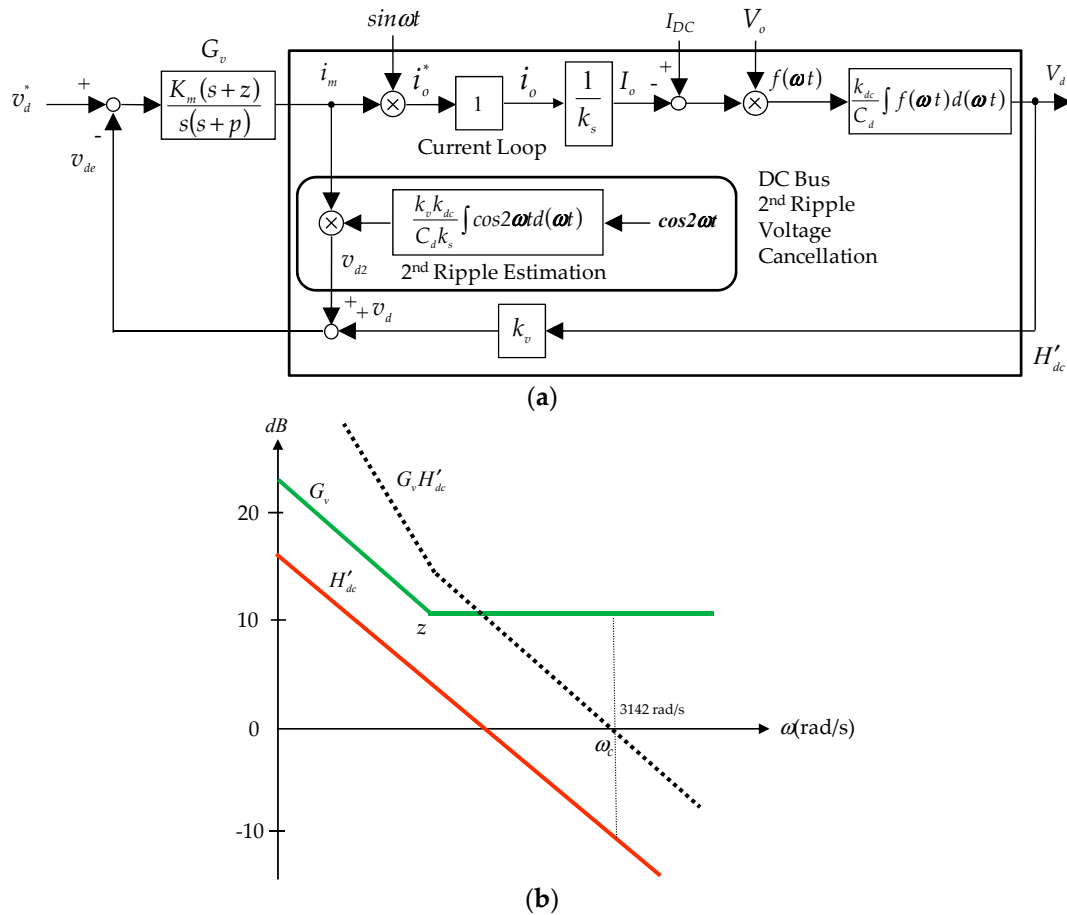 sinωt
I_DC
V_o
G_v
v_d^*
+
-
v_de
K_m(s+z)
s(s+p)
i_m
×
i_o^*
1
Current Loop
i_o
1
k_s
I_o
-
+
×
f(ωt)
k_dc
C_d
∫ f(ωt)d(ωt)
V_d
×
k_v k_dc
C_d k_s
∫ cos2ωtd(ωt)
cos2ωt
v_d2
2nd Ripple Estimation
DC Bus
2nd Ripple
Voltage
Cancellation
+
+
v_d
k_v
H'_dc
(a)
dB
G_v
G_v H'_dc
20
H'_dc
10
z
3142 rad/s
0
ω_c
ω(rad/s)
-10
(b)